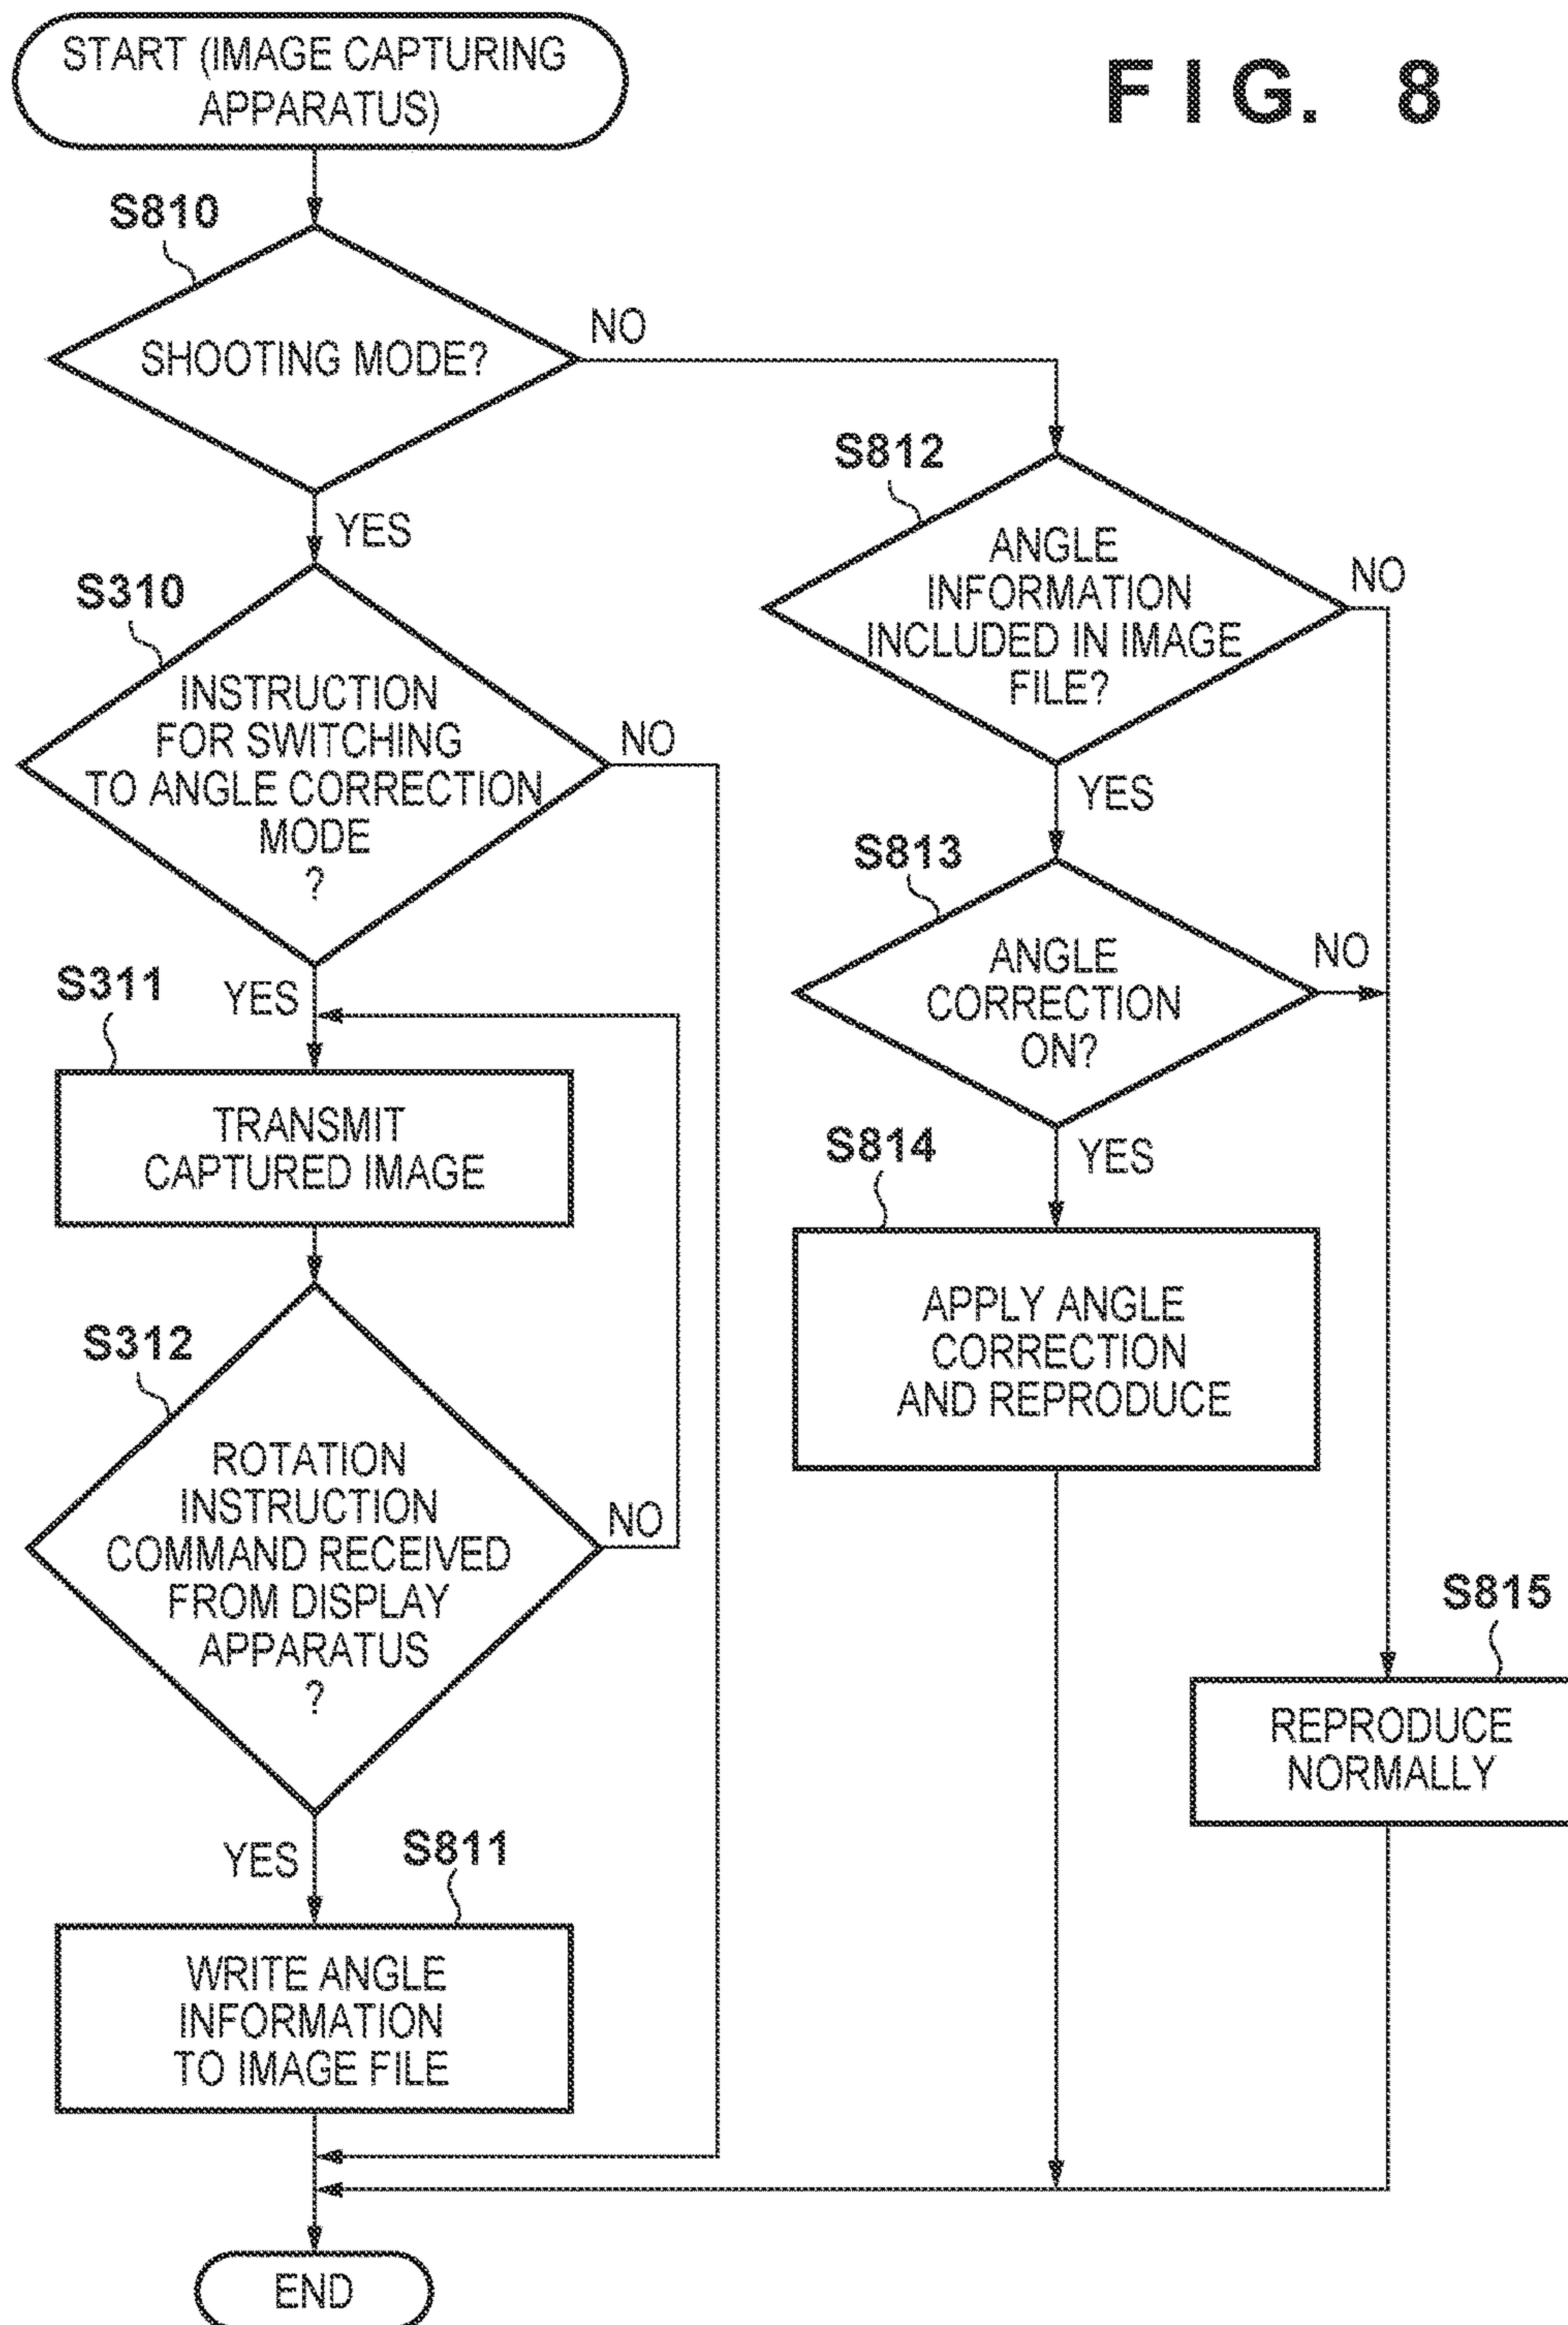 START (IMAGE CAPTURING
APPARATUS)
FIG. 8
S810
SHOOTING MODE?
NO
YES
S310
INSTRUCTION
FOR SWITCHING
TO ANGLE CORRECTION
MODE
?
NO
YES
S311
TRANSMIT
CAPTURED IMAGE
S312
ROTATION
INSTRUCTION
COMMAND RECEIVED
FROM DISPLAY
APPARATUS
?
NO
YES
S811
WRITE ANGLE
INFORMATION
TO IMAGE FILE
S812
ANGLE
INFORMATION
INCLUDED IN IMAGE
FILE?
NO
YES
S813
ANGLE
CORRECTION
ON?
NO
YES
S814
APPLY ANGLE
CORRECTION
AND REPRODUCE
S815
REPRODUCE
NORMALLY
END